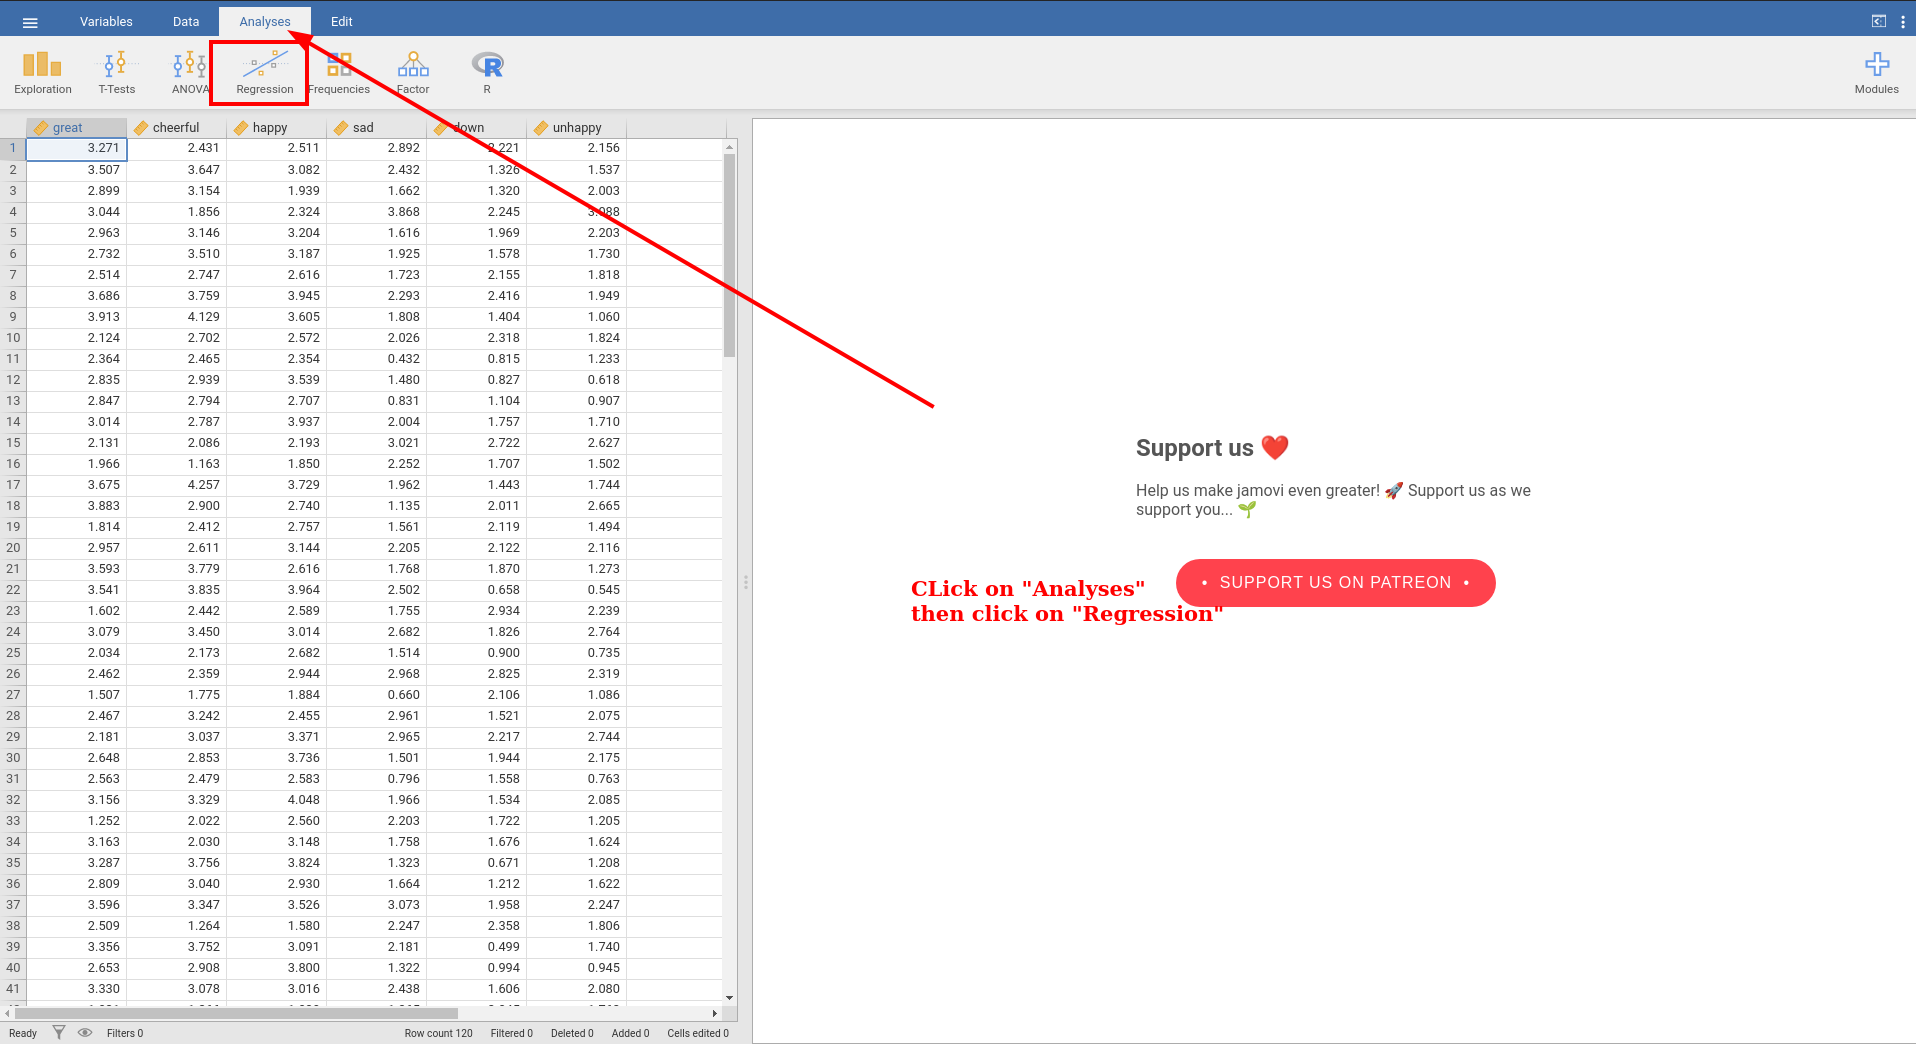 Variables Data Analyses Edit
Exploration T-Tests ANOVA Regression Frequencies Factor R Modules
great cheerful happy sad down unhappy
1 3.271 2.431 2.511 2.892 2.221 2.156
2 3.507 3.647 3.082 2.432 1.326 1.537
3 2.899 3.154 1.939 1.662 1.320 2.003
4 3.044 1.856 2.324 3.868 2.245 3.088
5 2.963 3.146 3.204 1.616 1.969 2.203
6 2.732 3.510 3.187 1.925 1.578 1.730
7 2.514 2.747 2.616 1.723 2.155 1.818
8 3.686 3.759 3.945 2.293 2.416 1.949
9 3.913 4.129 3.605 1.808 1.404 1.060
10 2.124 2.702 2.572 2.026 2.318 1.824
11 2.364 2.465 2.354 0.432 0.815 1.233
12 2.835 2.939 3.539 1.480 0.827 0.618
13 2.847 2.794 2.707 0.831 1.104 0.907
14 3.014 2.787 3.937 2.004 1.757 1.710
15 2.131 2.086 2.193 3.021 2.722 2.627
16 1.966 1.163 1.850 2.252 1.707 1.502
17 3.675 4.257 3.729 1.962 1.443 1.744
18 3.883 2.900 2.740 1.135 2.011 2.665
19 1.814 2.412 2.757 1.561 2.119 1.494
20 2.957 2.611 3.144 2.205 2.122 2.116
21 3.593 3.779 2.616 1.768 1.870 1.273
22 3.541 3.835 3.964 2.502 0.658 0.545
23 1.602 2.442 2.589 1.755 2.934 2.239
24 3.079 3.450 3.014 2.682 1.826 2.764
25 2.034 2.173 2.682 1.514 0.900 0.735
26 2.462 2.359 2.944 2.968 2.825 2.319
27 1.507 1.775 1.884 0.660 2.106 1.086
28 2.467 3.242 2.455 2.961 1.521 2.075
29 2.181 3.037 3.371 2.965 2.217 2.744
30 2.648 2.853 3.736 1.501 1.944 2.175
31 2.563 2.479 2.583 0.796 1.558 0.763
32 3.156 3.329 4.048 1.966 1.534 2.085
33 1.252 2.022 2.560 2.203 1.722 1.205
34 3.163 2.030 3.148 1.758 1.676 1.624
35 3.287 3.756 3.824 1.323 0.671 1.208
36 2.809 3.040 2.930 1.664 1.212 1.622
37 3.596 3.347 3.526 3.073 1.958 2.247
38 2.509 1.264 1.580 2.247 2.358 1.806
39 3.356 3.752 3.091 2.181 0.499 1.740
40 2.653 2.908 3.800 1.322 0.994 0.945
41 3.330 3.078 3.016 2.438 1.606 2.080
Ready Filters 0 Row count 120 Filtered 0 Deleted 0 Added 0 Cells edited 0
Support us ❤️
Help us make jamovi even greater! 🚀 Support us as we
support you... 🌱
• SUPPORT US ON PATREON •
CLick on "Analyses"
then click on "Regression"